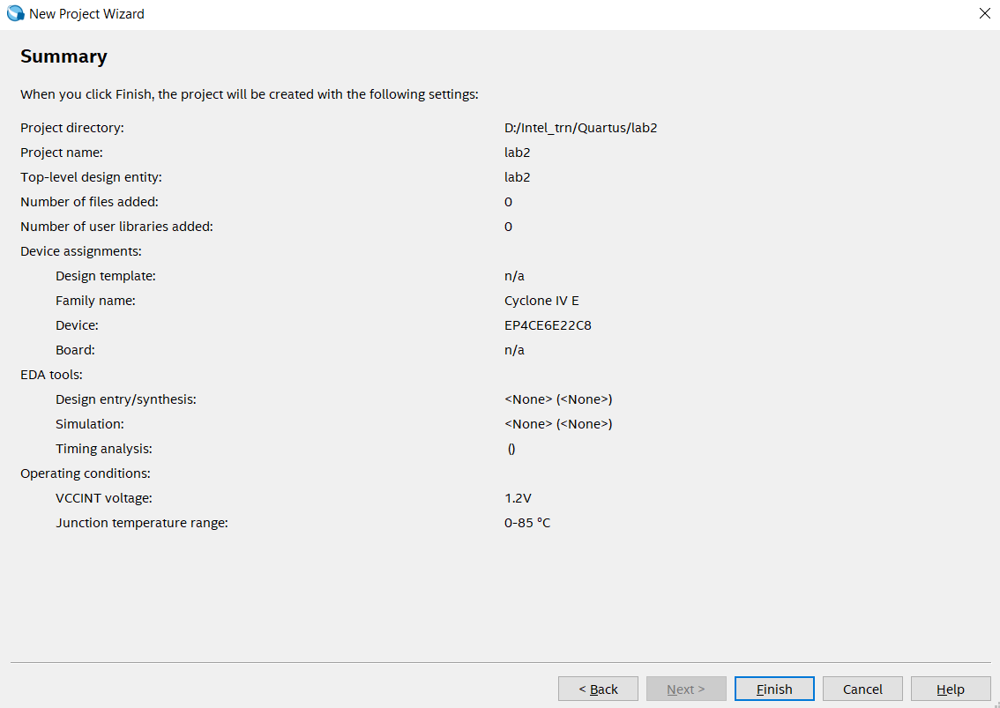 New Project Wizard
Summary
When you click Finish, the project will be created with the following settings:
Project directory: D:/Intel_trn/Quartus/lab2
Project name: lab2
Top-level design entity: lab2
Number of files added: 0
Number of user libraries added: 0
Device assignments:
Design template: n/a
Family name: Cyclone IV E
Device: EP4CE6E22C8
Board: n/a
EDA tools:
Design entry/synthesis: <None> (<None>)
Simulation: <None> (<None>)
Timing analysis: ()
Operating conditions:
VCCINT voltage: 1.2V
Junction temperature range: 0-85 °C
< Back Next > Finish Cancel Help